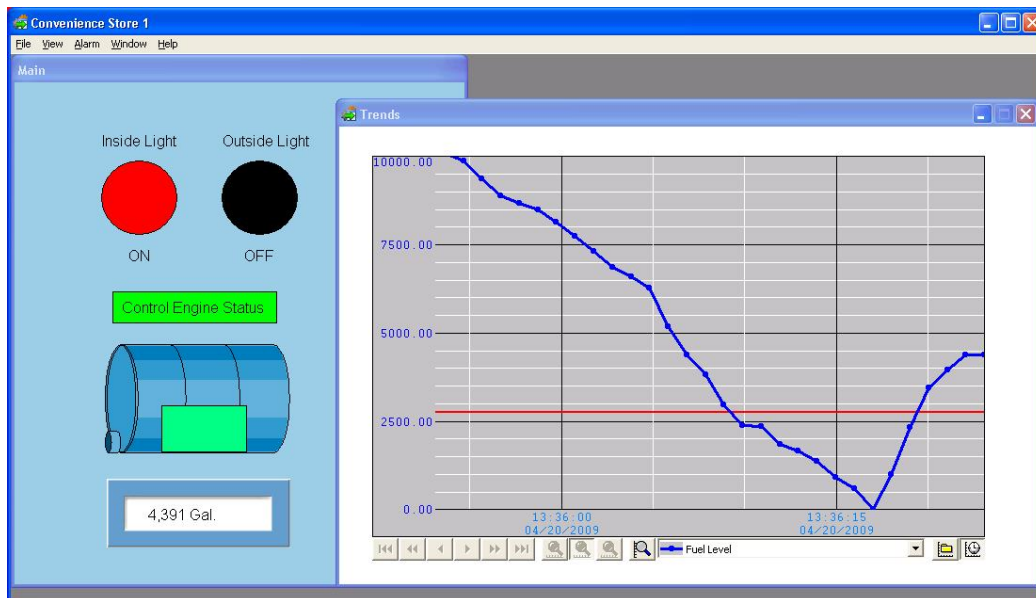 Convenience Store 1
File View Alarm Window Help
Main
Inside Light Outside Light
ON OFF
Control Engine Status
4,391 Gal.
Trends
10000.00
7500.00
5000.00
2500.00
0.00
13:36:00 13:36:15
04/20/2009 04/20/2009
Fuel Level